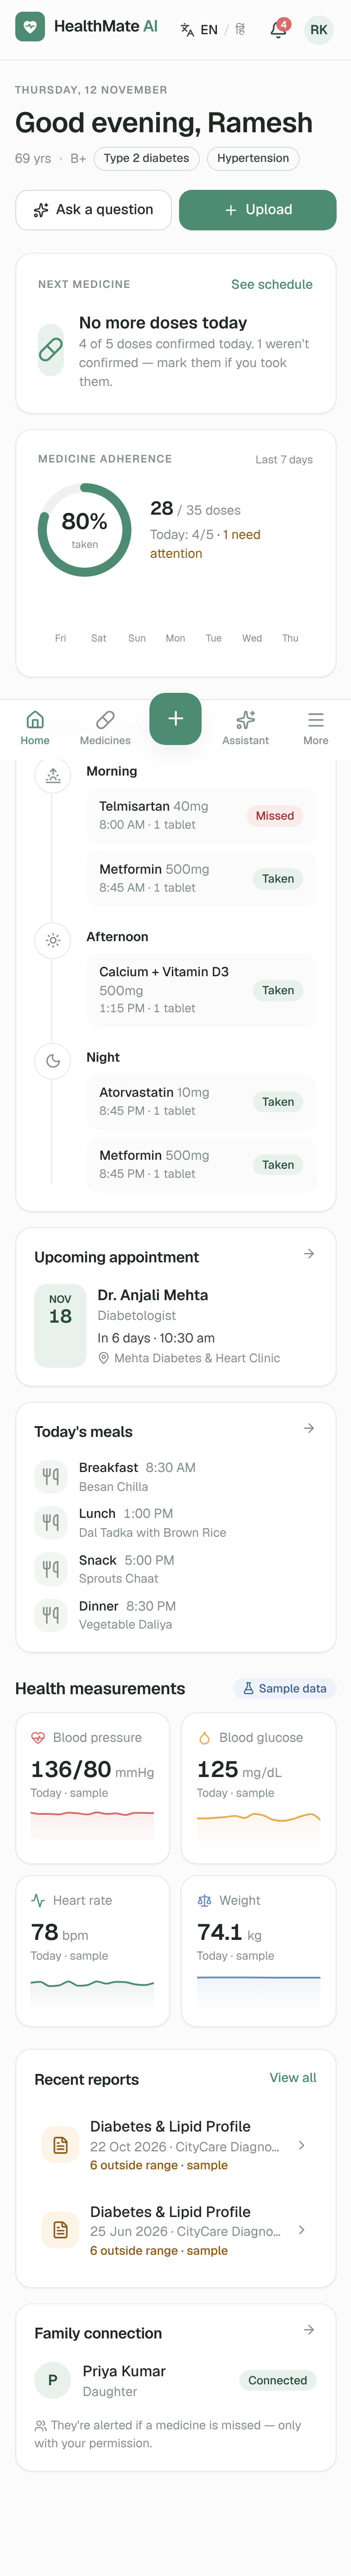 HealthMate AI
EN / हिं
4
RK
THURSDAY, 12 NOVEMBER
Good evening, Ramesh
69 yrs · B+ Type 2 diabetes Hypertension
Ask a question
+ Upload
NEXT MEDICINE
See schedule
No more doses today
4 of 5 doses confirmed today. 1 weren't
confirmed — mark them if you took
them.
MEDICINE ADHERENCE
Last 7 days
80%
taken
28 / 35 doses
Today: 4/5 · 1 need
attention
Fri Sat Sun Mon Tue Wed Thu
Home
Medicines
+
Assistant
More
Morning
Telmisartan 40mg
8:00 AM · 1 tablet
Missed
Metformin 500mg
8:45 AM · 1 tablet
Taken
Afternoon
Calcium + Vitamin D3
500mg
1:15 PM · 1 tablet
Taken
Night
Atorvastatin 10mg
8:45 PM · 1 tablet
Taken
Metformin 500mg
8:45 PM · 1 tablet
Taken
Upcoming appointment
NOV
18
Dr. Anjali Mehta
Diabetologist
In 6 days · 10:30 am
Mehta Diabetes & Heart Clinic
Today's meals
Breakfast 8:30 AM
Besan Chilla
Lunch 1:00 PM
Dal Tadka with Brown Rice
Snack 5:00 PM
Sprouts Chaat
Dinner 8:30 PM
Vegetable Daliya
Health measurements
Sample data
Blood pressure
136/80 mmHg
Today · sample
Blood glucose
125 mg/dL
Today · sample
Heart rate
78 bpm
Today · sample
Weight
74.1 kg
Today · sample
Recent reports
View all
Diabetes & Lipid Profile
22 Oct 2026 · CityCare Diagno...
6 outside range · sample
Diabetes & Lipid Profile
25 Jun 2026 · CityCare Diagno...
6 outside range · sample
Family connection
P
Priya Kumar
Daughter
Connected
They're alerted if a medicine is missed — only
with your permission.